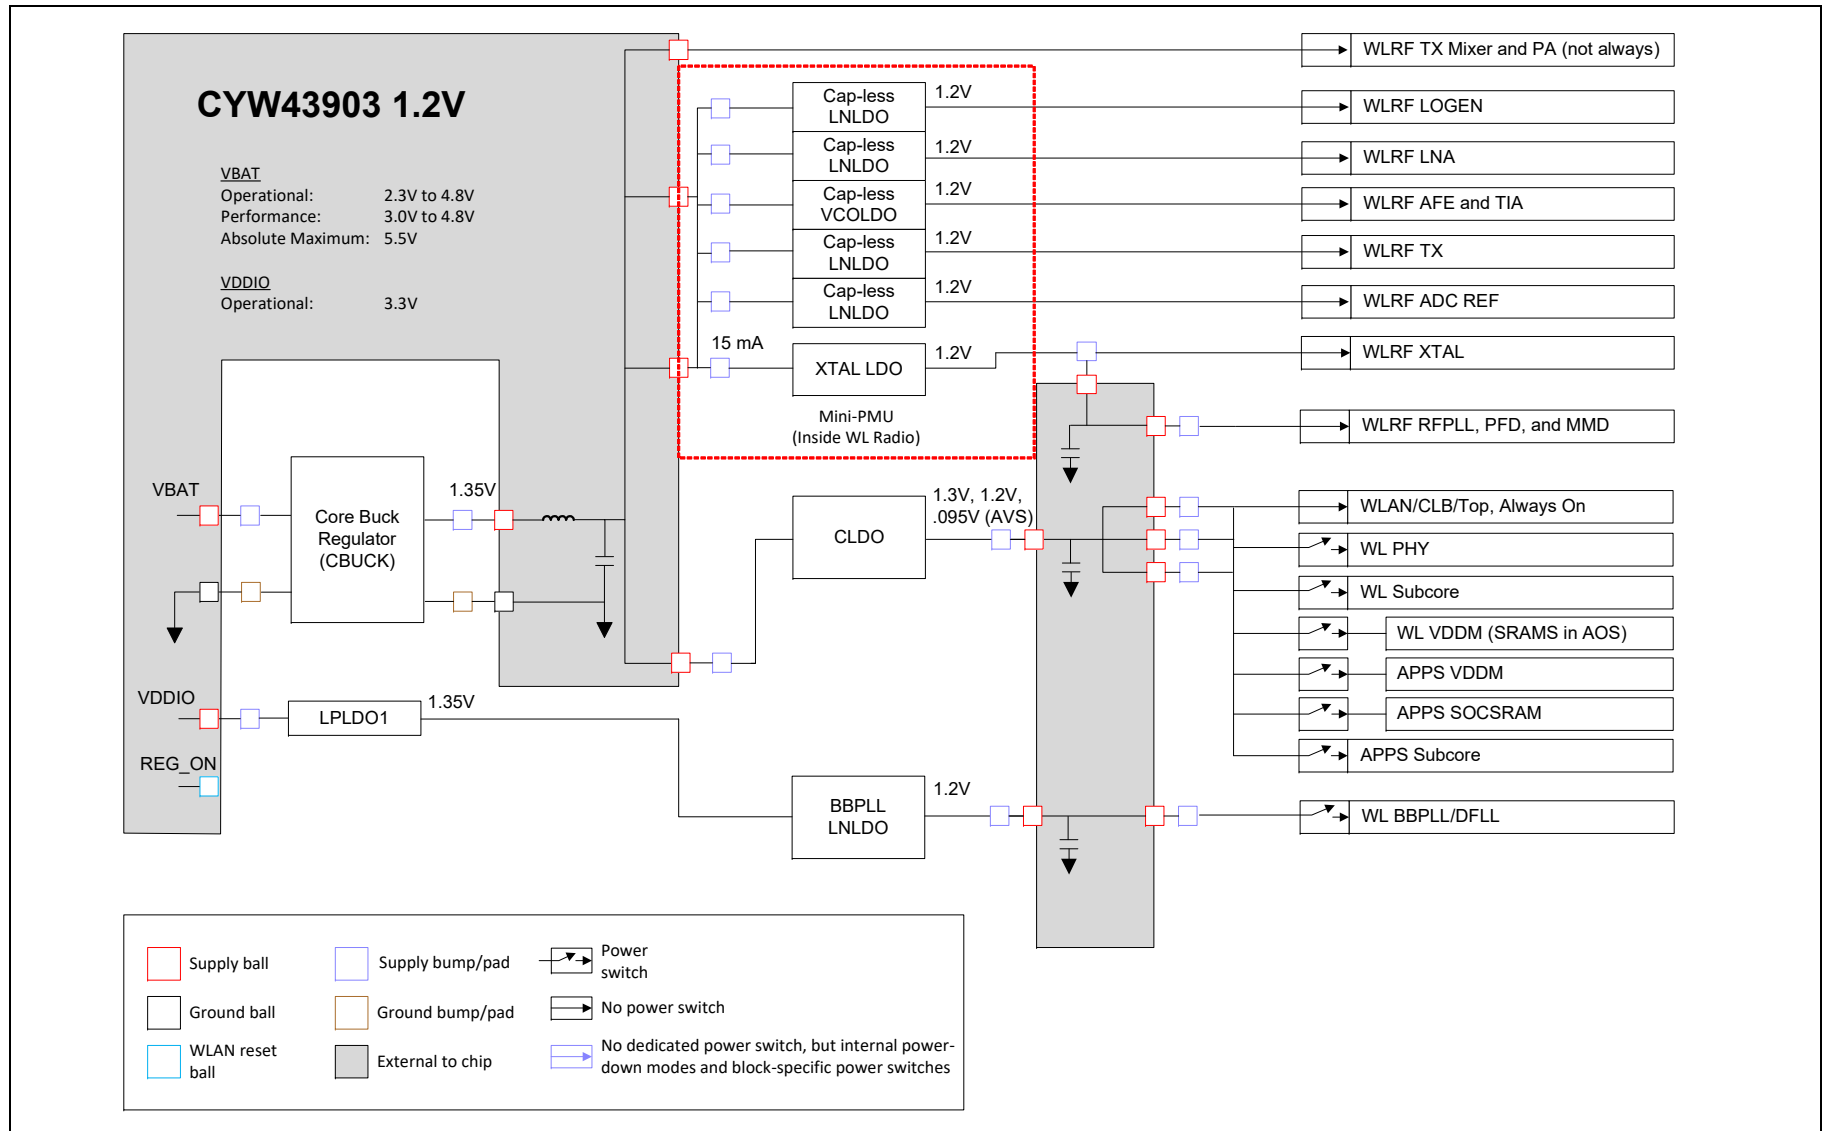 CYW43903 1.2V
VBAT
Operational: 2.3V to 4.8V
Performance: 3.0V to 4.8V
Absolute Maximum: 5.5V
VDDIO
Operational: 3.3V
Cap-less
LNLDO
1.2V
Cap-less
LNLDO
1.2V
Cap-less
VCOLDO
1.2V
Cap-less
LNLDO
1.2V
Cap-less
LNLDO
1.2V
15 mA
XTAL LDO
1.2V
Mini-PMU
(Inside WL Radio)
WLRF TX Mixer and PA (not always)
WLRF LOGEN
WLRF LNA
WLRF AFE and TIA
WLRF TX
WLRF ADC REF
WLRF XTAL
WLRF RFPLL, PFD, and MMD
VBAT
Core Buck
Regulator
(CBUCK)
1.35V
CLDO
1.3V, 1.2V,
.095V (AVS)
WLAN/CLB/Top, Always On
WL PHY
WL Subcore
WL VDDM (SRAMS in AOS)
APPS VDDM
APPS SOCSRAM
APPS Subcore
VDDIO
LPLDO1
1.35V
REG_ON
BBPLL
LNLDO
1.2V
WL BBPLL/DFLL
Supply ball
Supply bump/pad
Power
switch
Ground ball
Ground bump/pad
No power switch
WLAN reset
ball
External to chip
No dedicated power switch, but internal power-
down modes and block-specific power switches